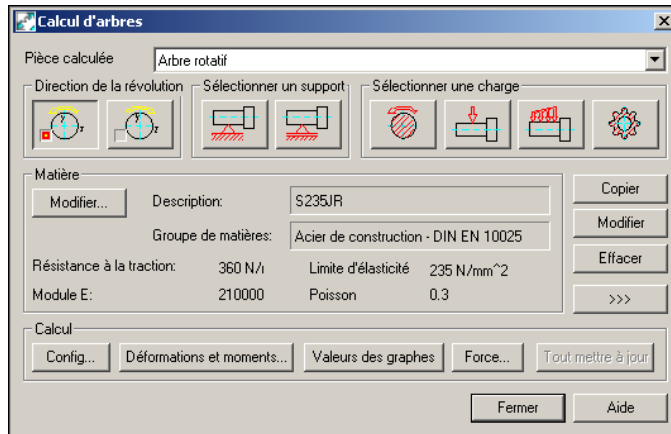 Calcul d'arbres
Pièce calculée Arbre rotatif
Direction de la révolution Sélectionner un support Sélectionner une charge
Matière
Modifier... Description: S235JR
Groupe de matières: Acier de construction - DIN EN 10025
Résistance à la traction: 360 N/ Limite d'élasticité 235 N/mm^2
Module E: 210000 Poisson 0.3
Copier
Modifier
Effacer
>>>
Calcul
Config... Déformations et moments... Valeurs des graphes Force... Tout mettre à jour
Fermer Aide